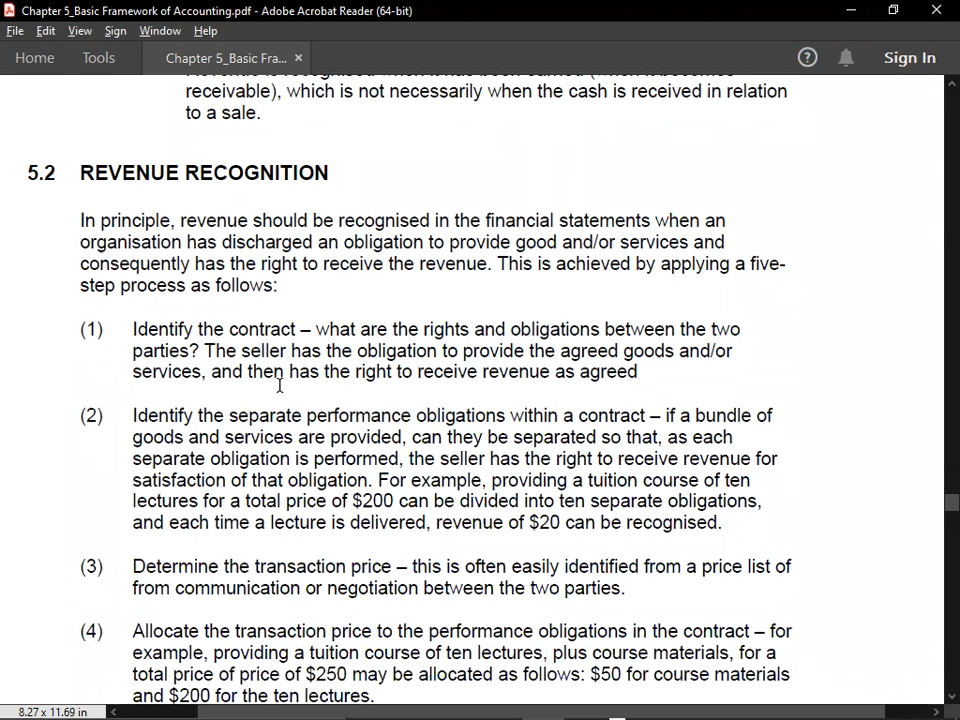 Chapter 5_Basic Framework of Accounting.pdf - Adobe Acrobat Reader (64-bit)
File Edit View Sign Window Help
Home Tools Chapter 5_Basic Fra... × ? Sign In
Revenue is recognised when it has been earned (when it becomes
receivable), which is not necessarily when the cash is received in relation
to a sale.
5.2 REVENUE RECOGNITION
In principle, revenue should be recognised in the financial statements when an
organisation has discharged an obligation to provide good and/or services and
consequently has the right to receive the revenue. This is achieved by applying a five-
step process as follows:
(1) Identify the contract – what are the rights and obligations between the two
parties? The seller has the obligation to provide the agreed goods and/or
services, and then has the right to receive revenue as agreed
(2) Identify the separate performance obligations within a contract – if a bundle of
goods and services are provided, can they be separated so that, as each
separate obligation is performed, the seller has the right to receive revenue for
satisfaction of that obligation. For example, providing a tuition course of ten
lectures for a total price of $200 can be divided into ten separate obligations,
and each time a lecture is delivered, revenue of $20 can be recognised.
(3) Determine the transaction price – this is often easily identified from a price list of
from communication or negotiation between the two parties.
(4) Allocate the transaction price to the performance obligations in the contract – for
example, providing a tuition course of ten lectures, plus course materials, for a
total price of price of $250 may be allocated as follows: $50 for course materials
and $200 for the ten lectures.
8.27 x 11.69 in